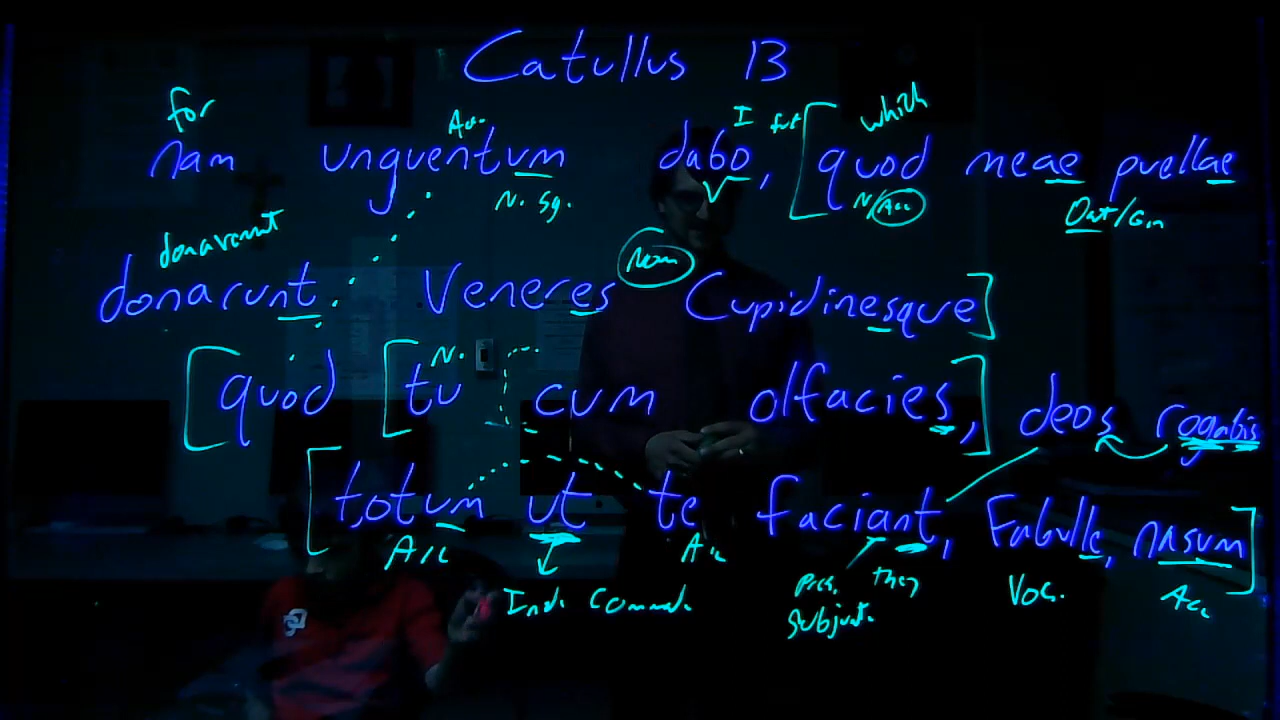 Catullus 13
for Acc. I fut which
nam unguentum dabo, [quod meae puellae
N. Sg. N/Acc Dat/Gen
donaverunt Nom
donarunt Veneres Cupidinesque]
N.
[quod [tu cum olfacies,] deos rogabis
[totum ut te faciant, Fabulle, nasum]
Acc Acc Pres. they Voc. Acc
Ind. Command. Subjunct.